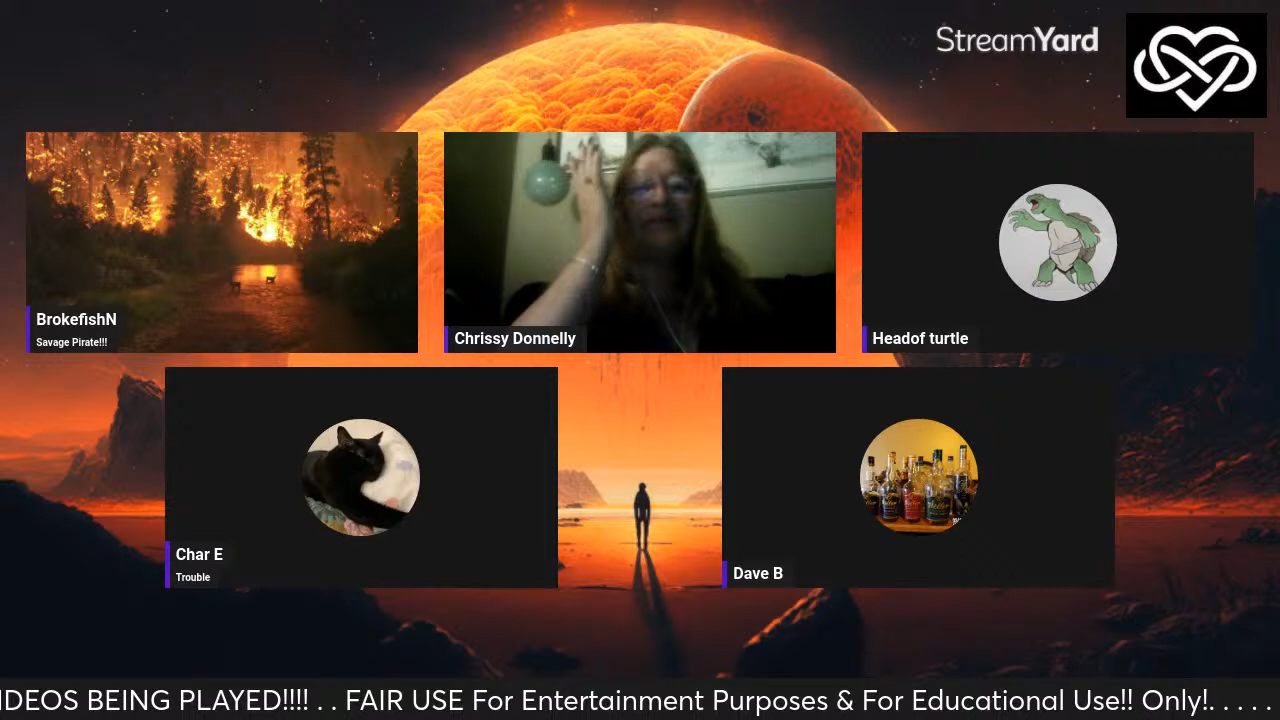 StreamYard
BrokefishN
Savage Pirate!!!
Chrissy Donnelly
Headof turtle
Char E
Trouble
Dave B
IDEOS BEING PLAYED!!!! . . FAIR USE For Entertainment Purposes & For Educational Use!! Only!. . . . .